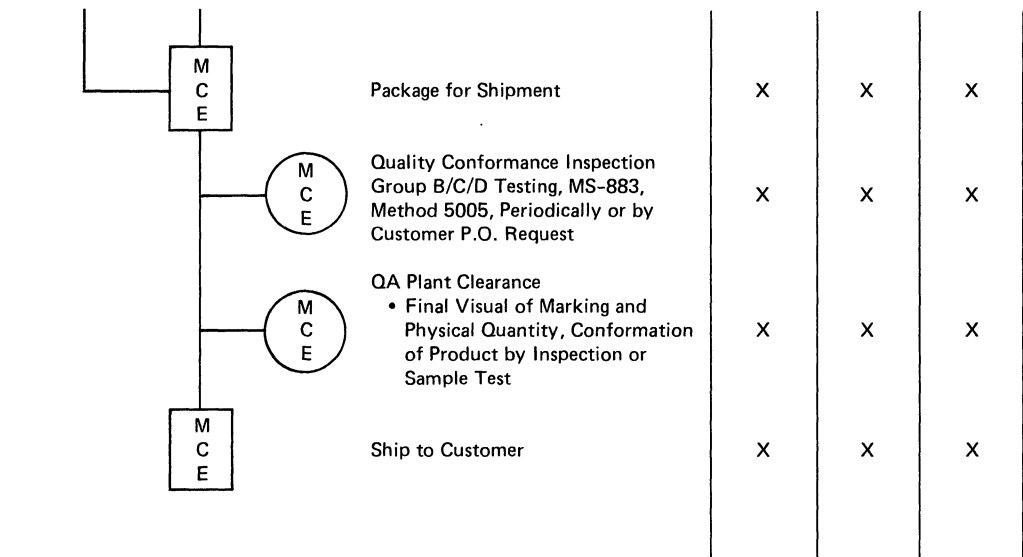 M
C
E
Package for Shipment X X X
M
C
E
Quality Conformance Inspection
Group B/C/D Testing, MS-883,
Method 5005, Periodically or by
Customer P.O. Request
X X X
M
C
E
QA Plant Clearance
• Final Visual of Marking and
Physical Quantity, Conformation
of Product by Inspection or
Sample Test
X X X
M
C
E
Ship to Customer X X X